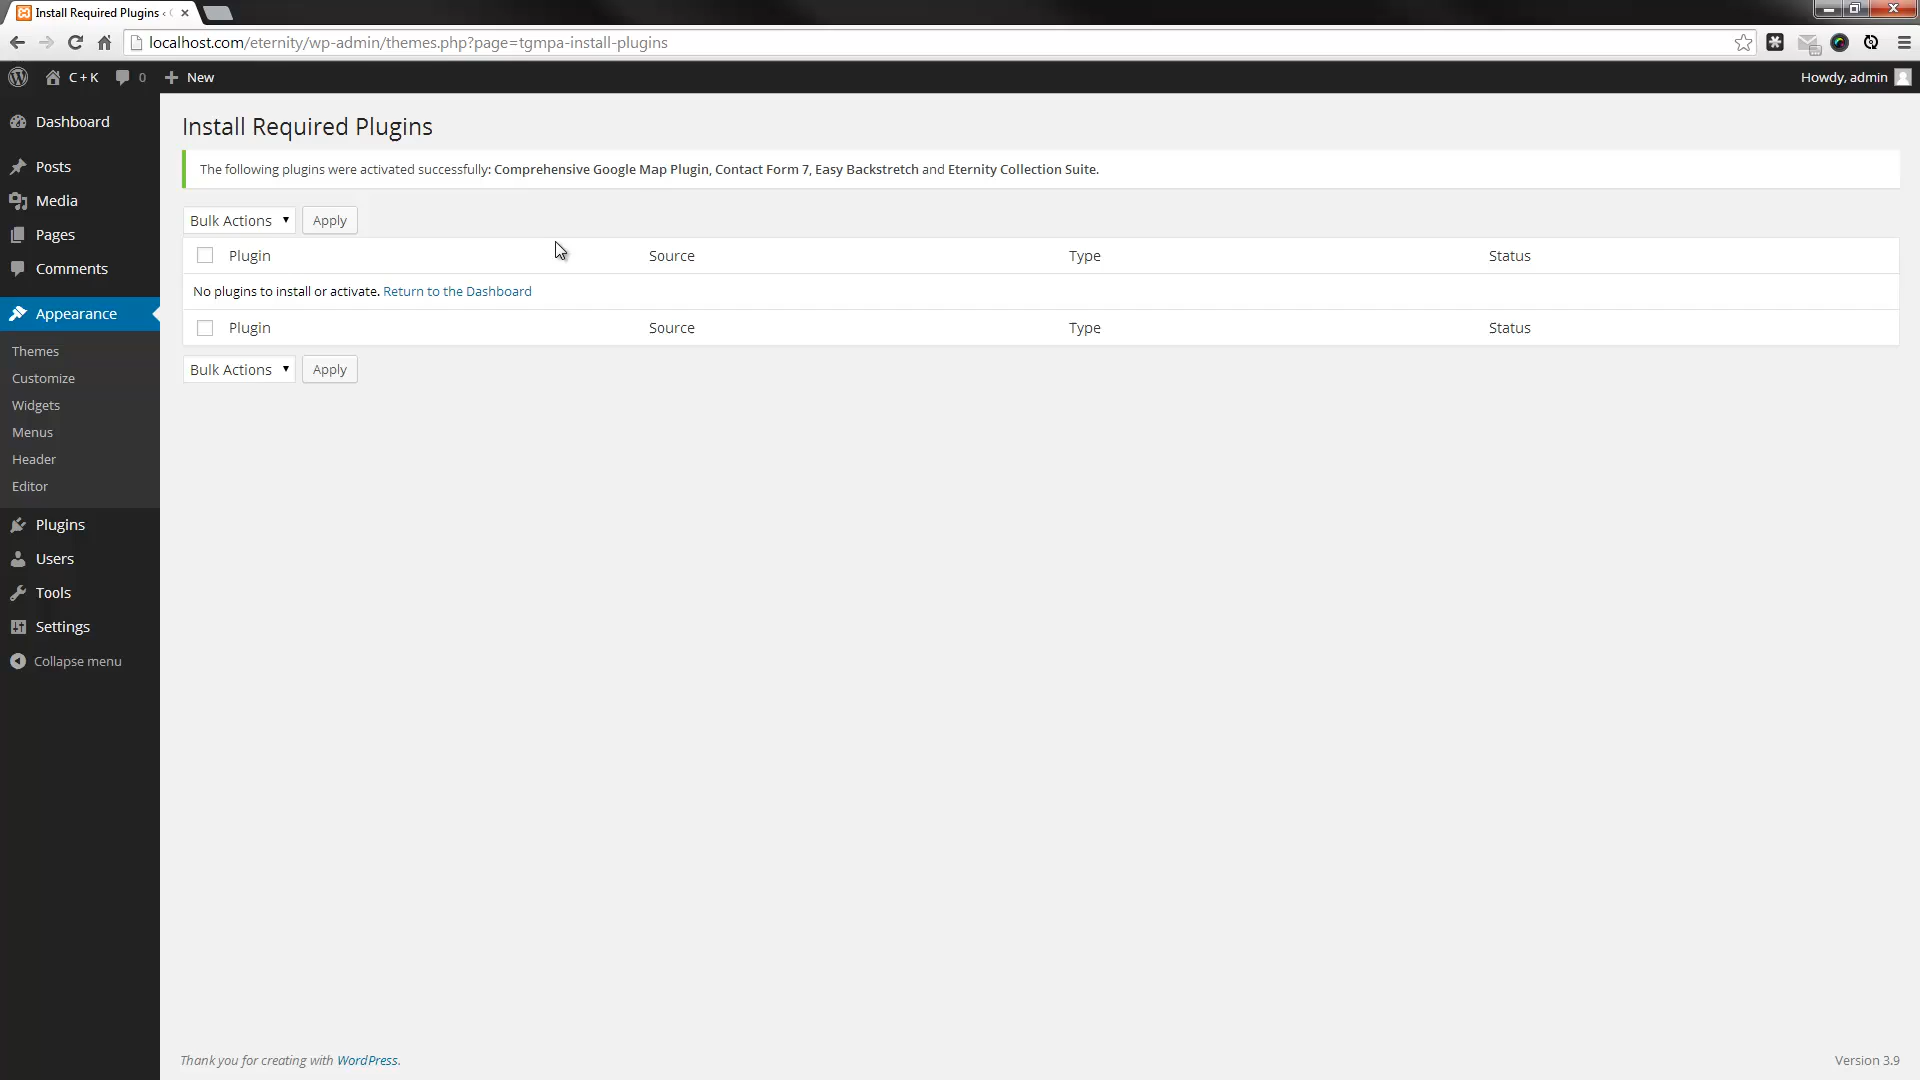 Install Required Plugins ‹
localhost.com/eternity/wp-admin/themes.php?page=tgmpa-install-plugins
C + K
0
New
Howdy, admin
Dashboard
Posts
Media
Pages
Comments
Appearance
Themes
Customize
Widgets
Menus
Header
Editor
Plugins
Users
Tools
Settings
Collapse menu
Install Required Plugins
The following plugins were activated successfully: Comprehensive Google Map Plugin, Contact Form 7, Easy Backstretch and Eternity Collection Suite.
Bulk Actions Apply
Plugin Source Type Status
No plugins to install or activate. Return to the Dashboard
Plugin Source Type Status
Bulk Actions Apply
Thank you for creating with WordPress.
Version 3.9